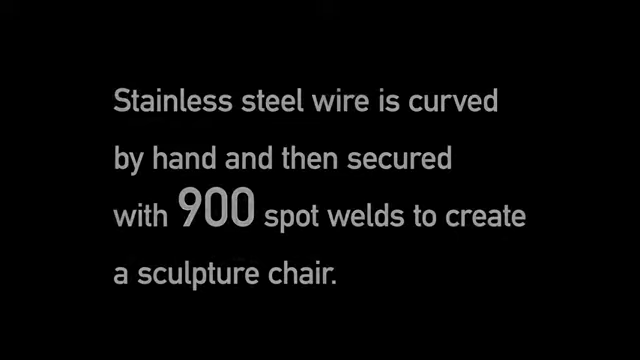 Stainless steel wire is curved
by hand and then secured
with 900 spot welds to create
a sculpture chair.